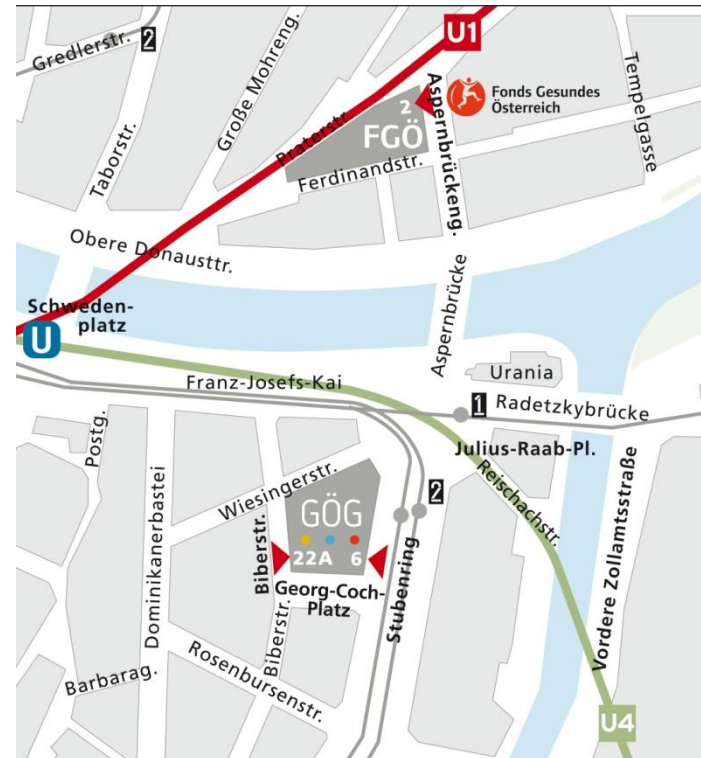 U1
Gredlerstr.
2
Große Mohreng.
Taborstr.
Praterstr.
2
FGÖ
Aspernbrückeng.
Fonds Gesundes
Österreich
Tempelgasse
Ferdinandstr.
Obere Donausttr.
Aspernbrücke
Schweden-
platz
U
Franz-Josefs-Kai
Urania
1
Radetzkybrücke
Julius-Raab-Pl.
Postg.
Dominikanerbastei
Wiesingerstr.
2
Reischachstr.
GÖG
22A
6
Biberstr.
Georg-Coch-
Platz
Stubenring
Vordere Zollamtsstraße
Biberstr.
Rosenbursenstr.
Barbarag.
U4